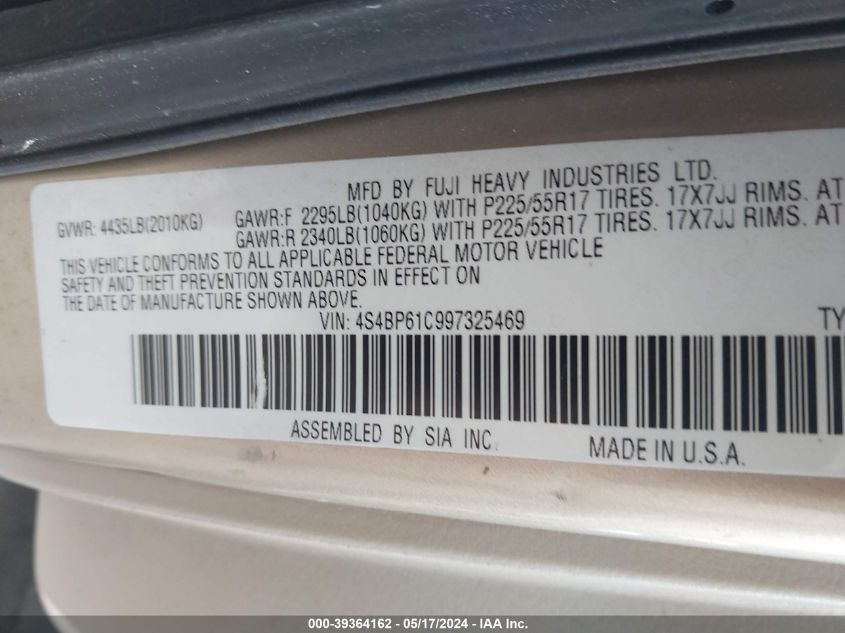 MFD BY FUJI HEAVY INDUSTRIES LTD.
GVWR: 4435LB(2010KG) GAWR:F 2295LB(1040KG) WITH P225/55R17 TIRES. 17X7JJ RIMS. AT
GAWR:R 2340LB(1060KG) WITH P225/55R17 TIRES. 17X7JJ RIMS. AT
THIS VEHICLE CONFORMS TO ALL APPLICABLE FEDERAL MOTOR VEHICLE
SAFETY AND THEFT PREVENTION STANDARDS IN EFFECT ON
THE DATE OF MANUFACTURE SHOWN ABOVE.
VIN: 4S4BP61C997325469 TY
ASSEMBLED BY SIA INC. MADE IN U.S.A.
000-39364162 - 05/17/2024 - IAA Inc.